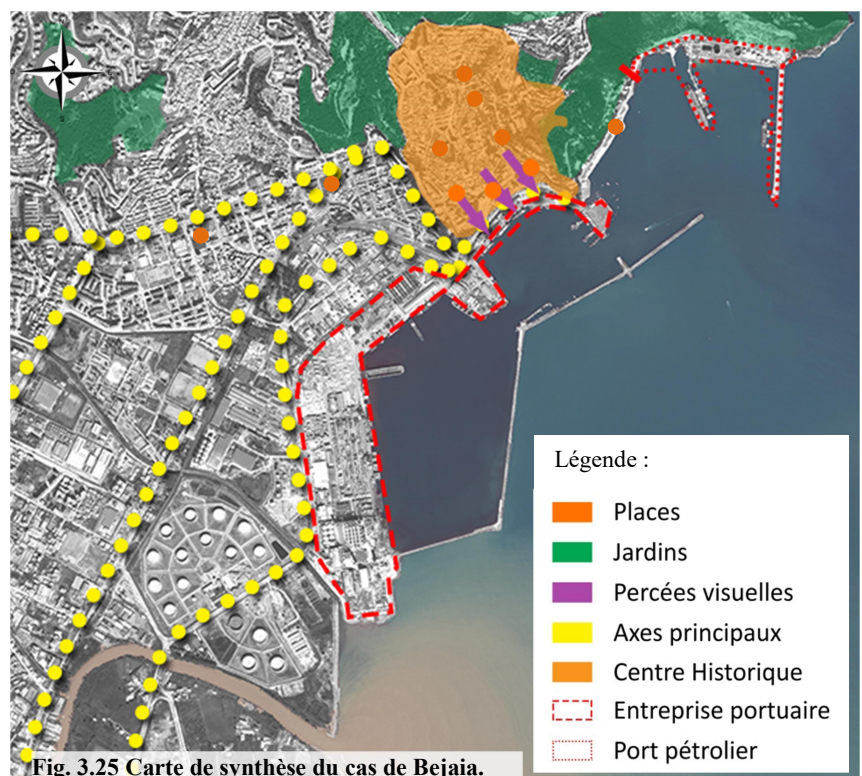 Légende :
Places
Jardins
Percées visuelles
Axes principaux
Centre Historique
Entreprise portuaire
Port pétrolier
Fig. 3.25 Carte de synthèse du cas de Bejaia.